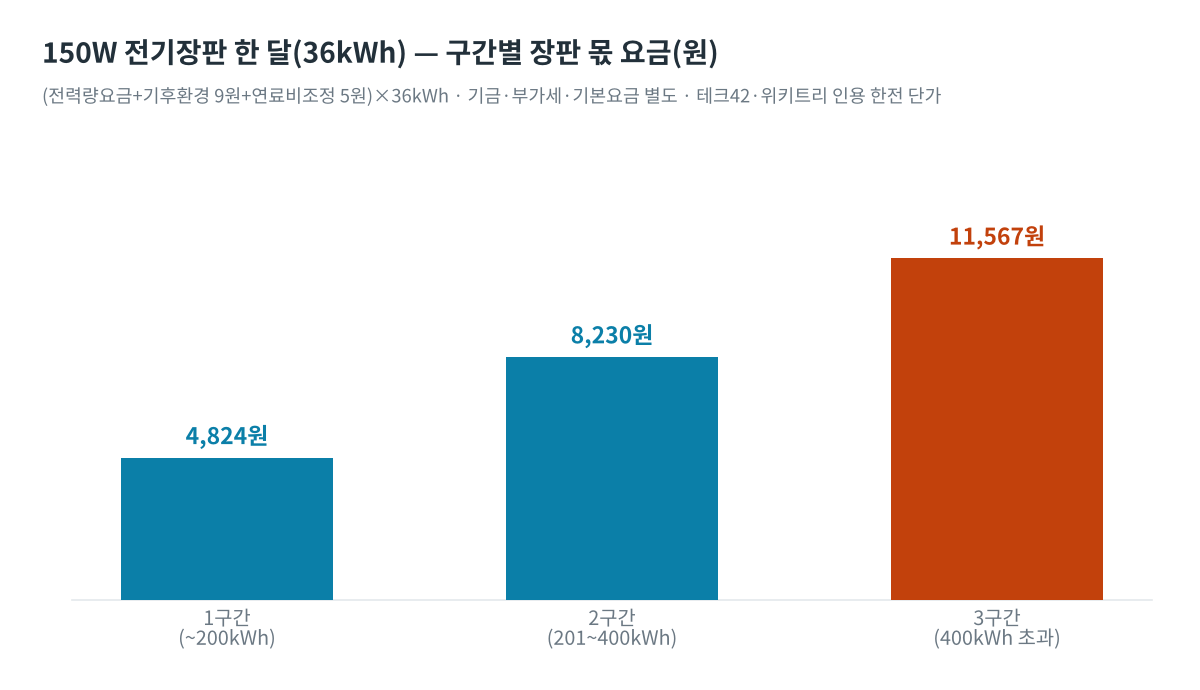 150W 전기장판 한 달(36kWh) — 구간별 장판 몫 요금(원)
(전력량요금+기후환경 9원+연료비조정 5원)×36kWh · 기금·부가세·기본요금 별도 · 테크42·위키트리 인용 한전 단가
11,567원
8,230원
4,824원
1구간
(~200kWh)
2구간
(201~400kWh)
3구간
(400kWh 초과)